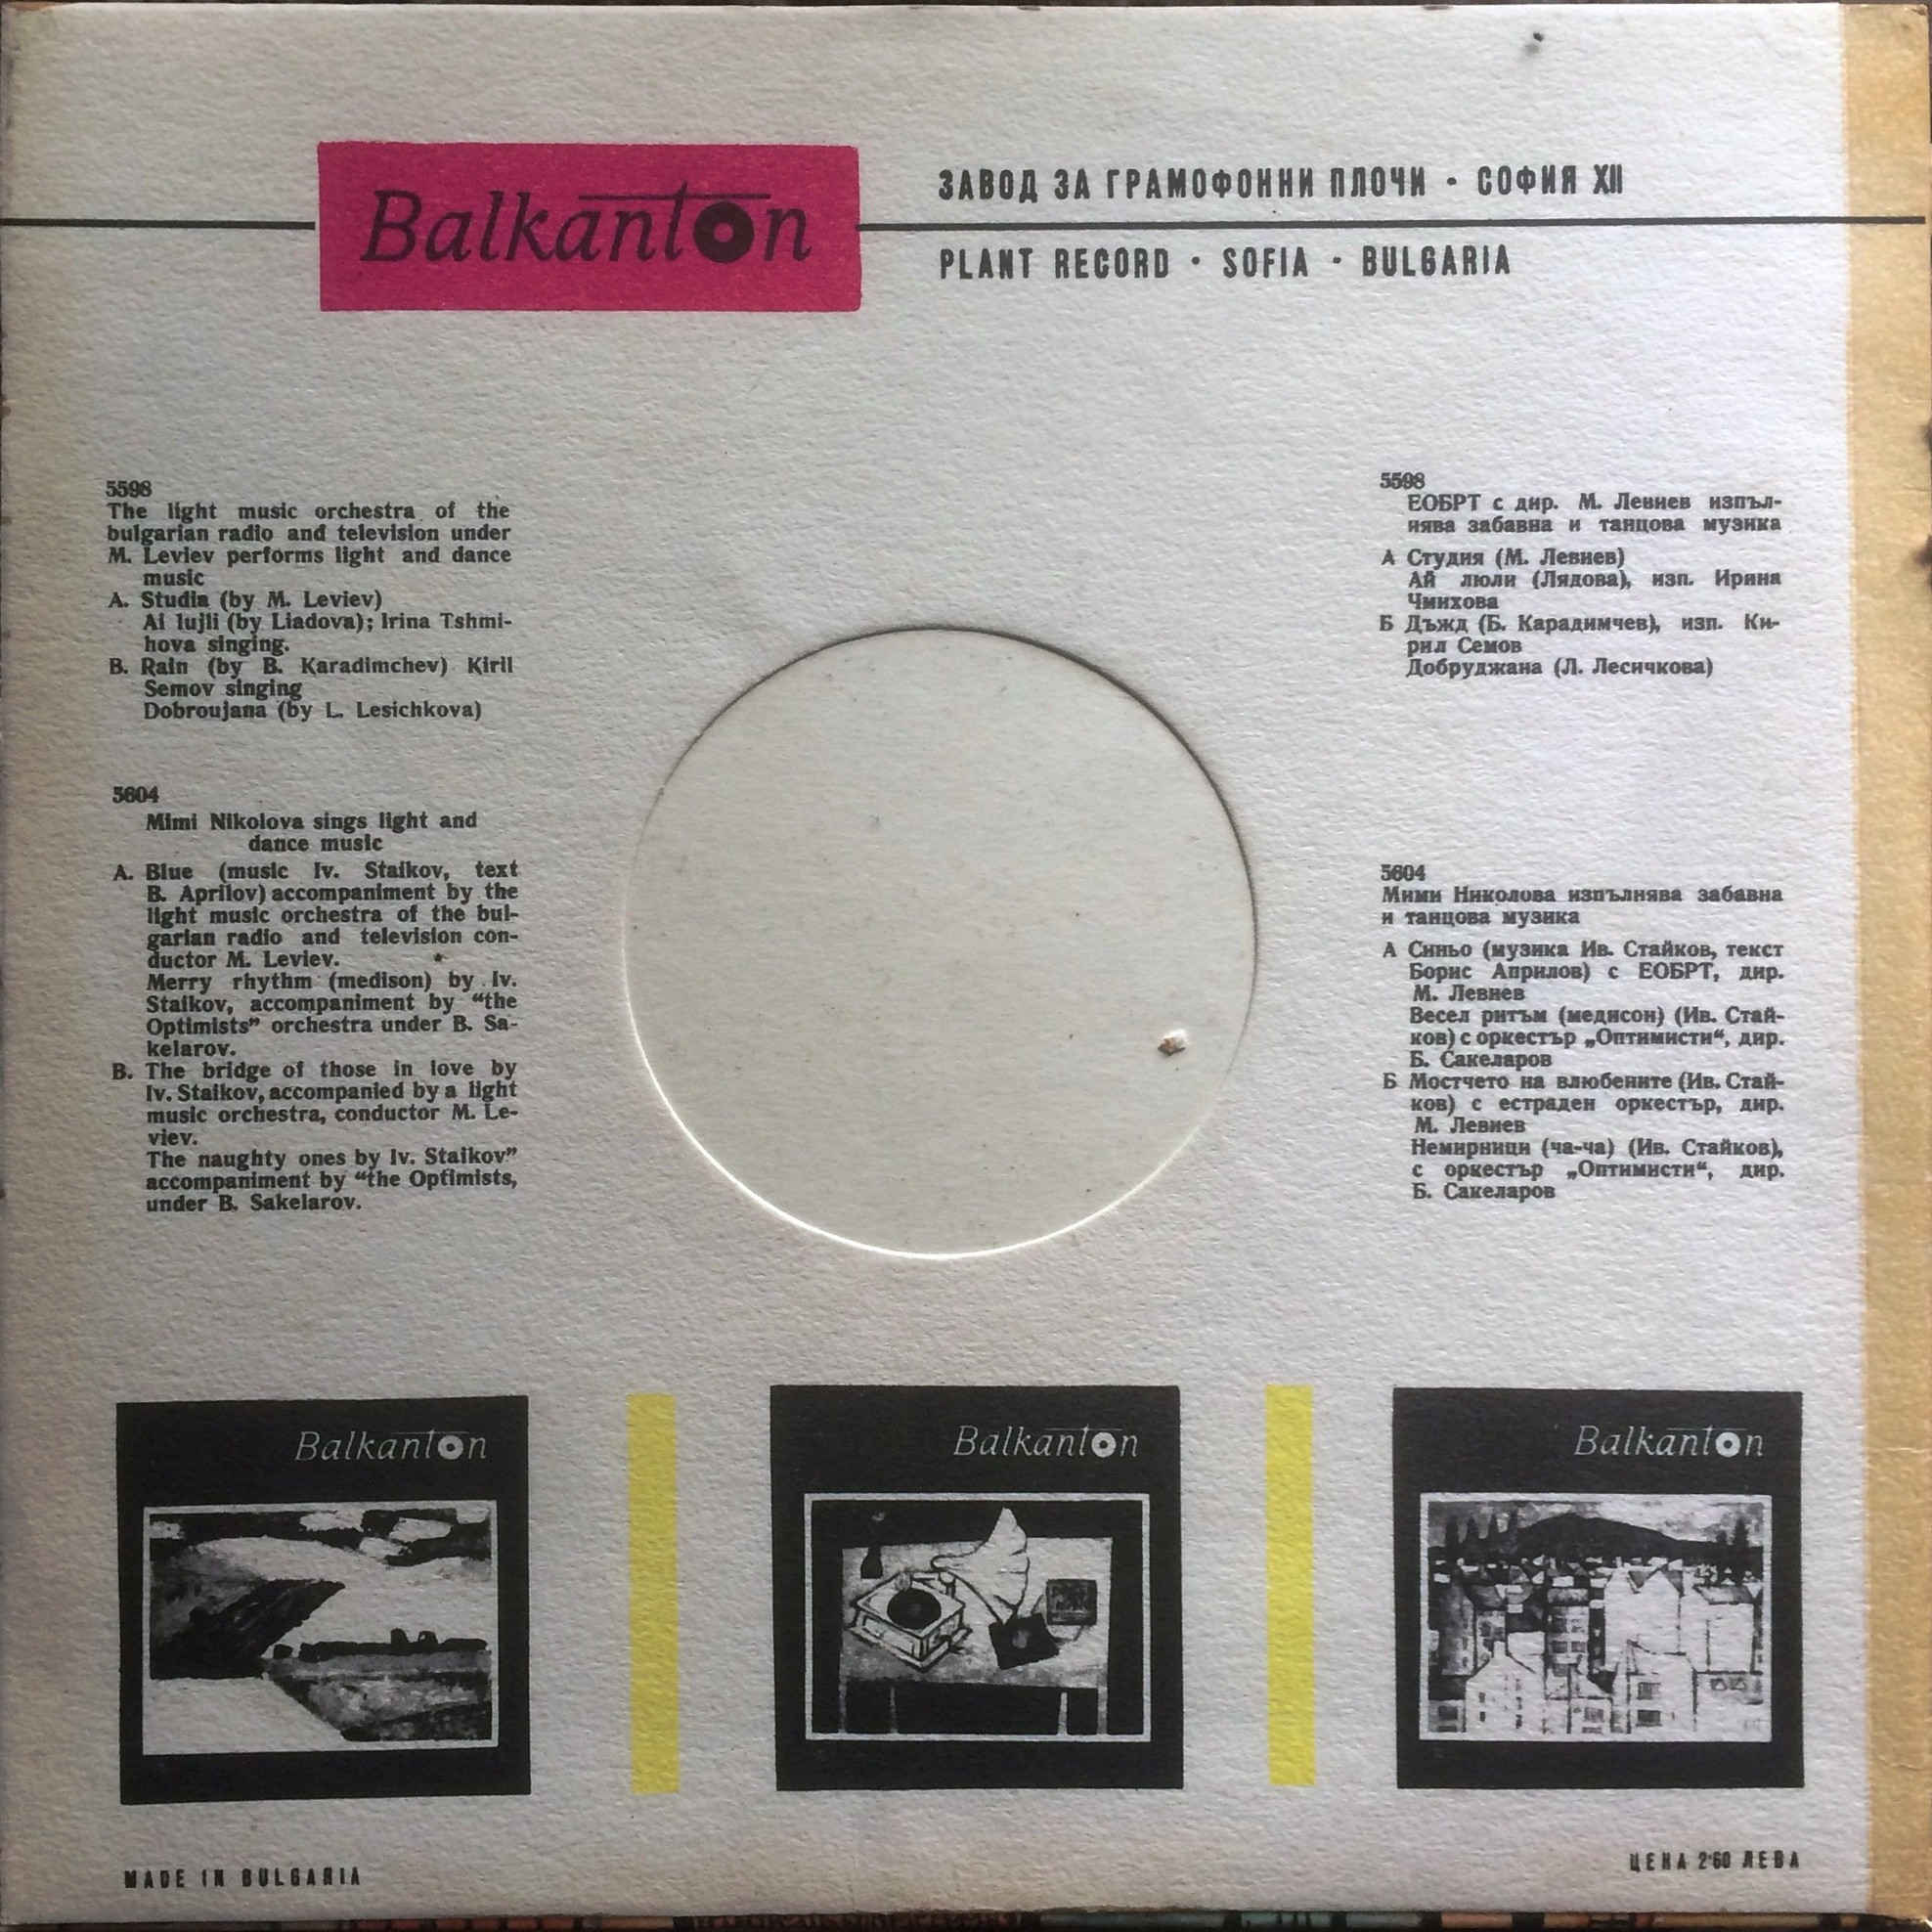 Balkanton
ЗАВОД ЗА ГРАМОФОННИ ПЛОЧИ - СОФИЯ XII
PLANT RECORD · SOFIA - BULGARIA
5598
The light music orchestra of the
bulgarian radio and television under
M. Leviev performs light and dance
music
A. Studia (by M. Leviev)
Ai lujli (by Liadova); Irina Tshmi-
hova singing.
B. Rain (by B. Karadimchev) Kiril
Semov singing
Dobroujana (by L. Lesichkova)
5604
Mimi Nikolova sings light and
dance music
A. Blue (music Iv. Staikov, text
B. Aprilov) accompaniment by the
light music orchestra of the bul-
garian radio and television con-
ductor M. Leviev.
Merry rhythm (medison) by Iv.
Staikov, accompaniment by “the
Optimists” orchestra under B. Sa-
kelarov.
B. The bridge of those in love by
Iv. Staikov, accompanied by a light
music orchestra, conductor M. Le-
viev.
The naughty ones by Iv. Staikov”
accompaniment by “the Optimists,
under B. Sakelarov.
5598
ЕОБРТ с дир. М. Левиев изпъл-
нява забавна и танцова музика
А Студия (М. Левиев)
Ай люли (Лядова), изп. Ирина
Чмихова
Б Дъжд (Б. Карадимчев), изп. Ки-
рил Семов
Добруджана (Л. Лесичкова)
5604
Мими Николова изпълнява забавна
и танцова музика
А Синьо (музика Ив. Стайков, текст
Борис Априлов) с ЕОБРТ, дир.
М. Левиев
Весел ритъм (медисон) (Ив. Стай-
ков) с оркестър „Оптимисти“, дир.
Б. Сакеларов
Б Мостчето на влюбените (Ив. Стай-
ков) с естраден оркестър, дир.
М. Левиев
Немирници (ча-ча) (Ив. Стайков),
с оркестър „Оптимисти“, дир.
Б. Сакеларов
Balkanton
Balkanton
Balkanton
MADE IN BULGARIA
ЦЕНА 2·60 ЛЕВА